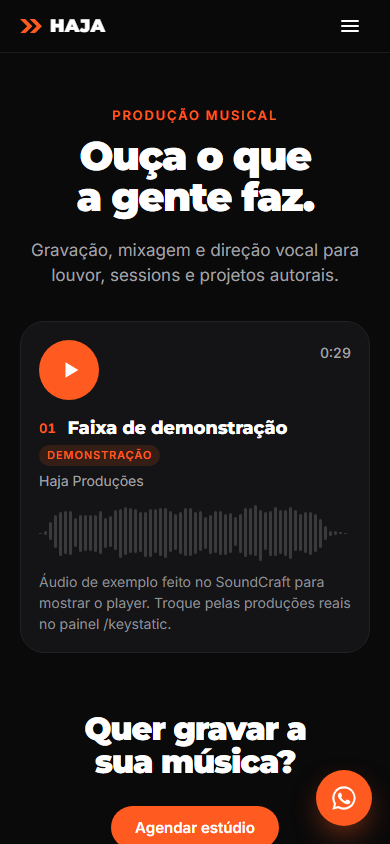 HAJA
PRODUÇÃO MUSICAL
Ouça o que
a gente faz.
Gravação, mixagem e direção vocal para
louvor, sessions e projetos autorais.
0:29
01 Faixa de demonstração
DEMONSTRAÇÃO
Haja Produções
Áudio de exemplo feito no SoundCraft para
mostrar o player. Troque pelas produções reais
no painel /keystatic.
Quer gravar a
sua música?
Agendar estúdio